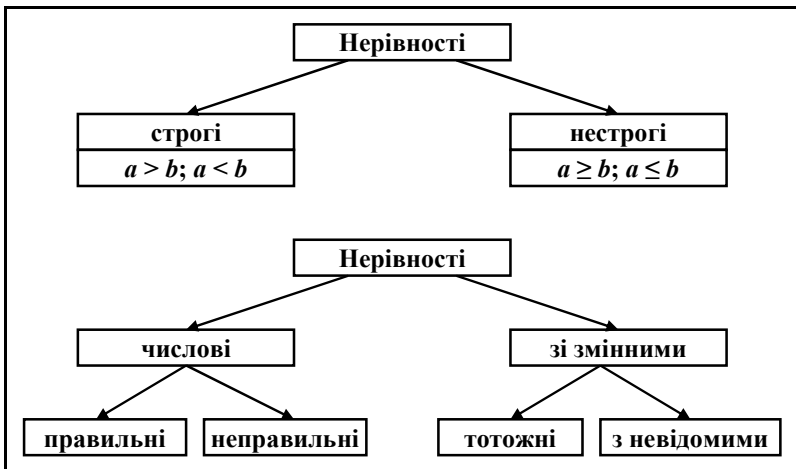 Нерівності
строгі
нестрогі
a > b; a < b
a ≥ b; a ≤ b
Нерівності
числові
зі змінними
правильні
неправильні
тотожні
з невідомими